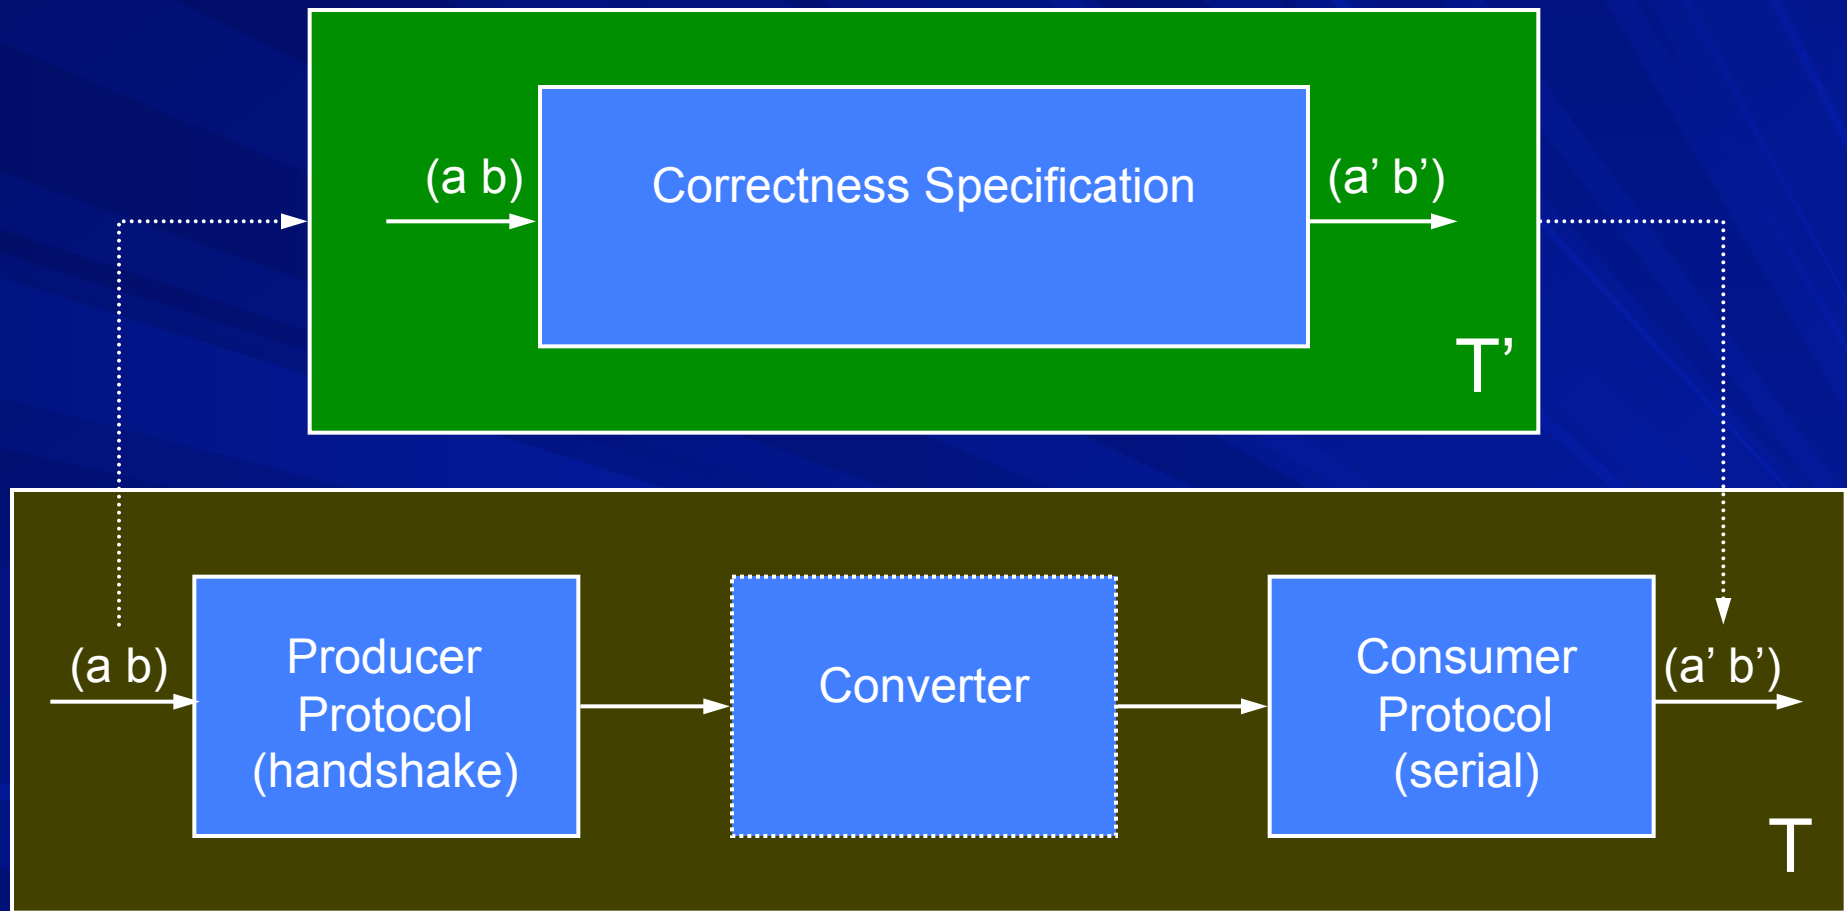 (a b)
Correctness Specification
(a’ b’)
T’
(a b)
Producer
Protocol
(handshake)
Converter
Consumer
Protocol
(serial)
(a’ b’)
T